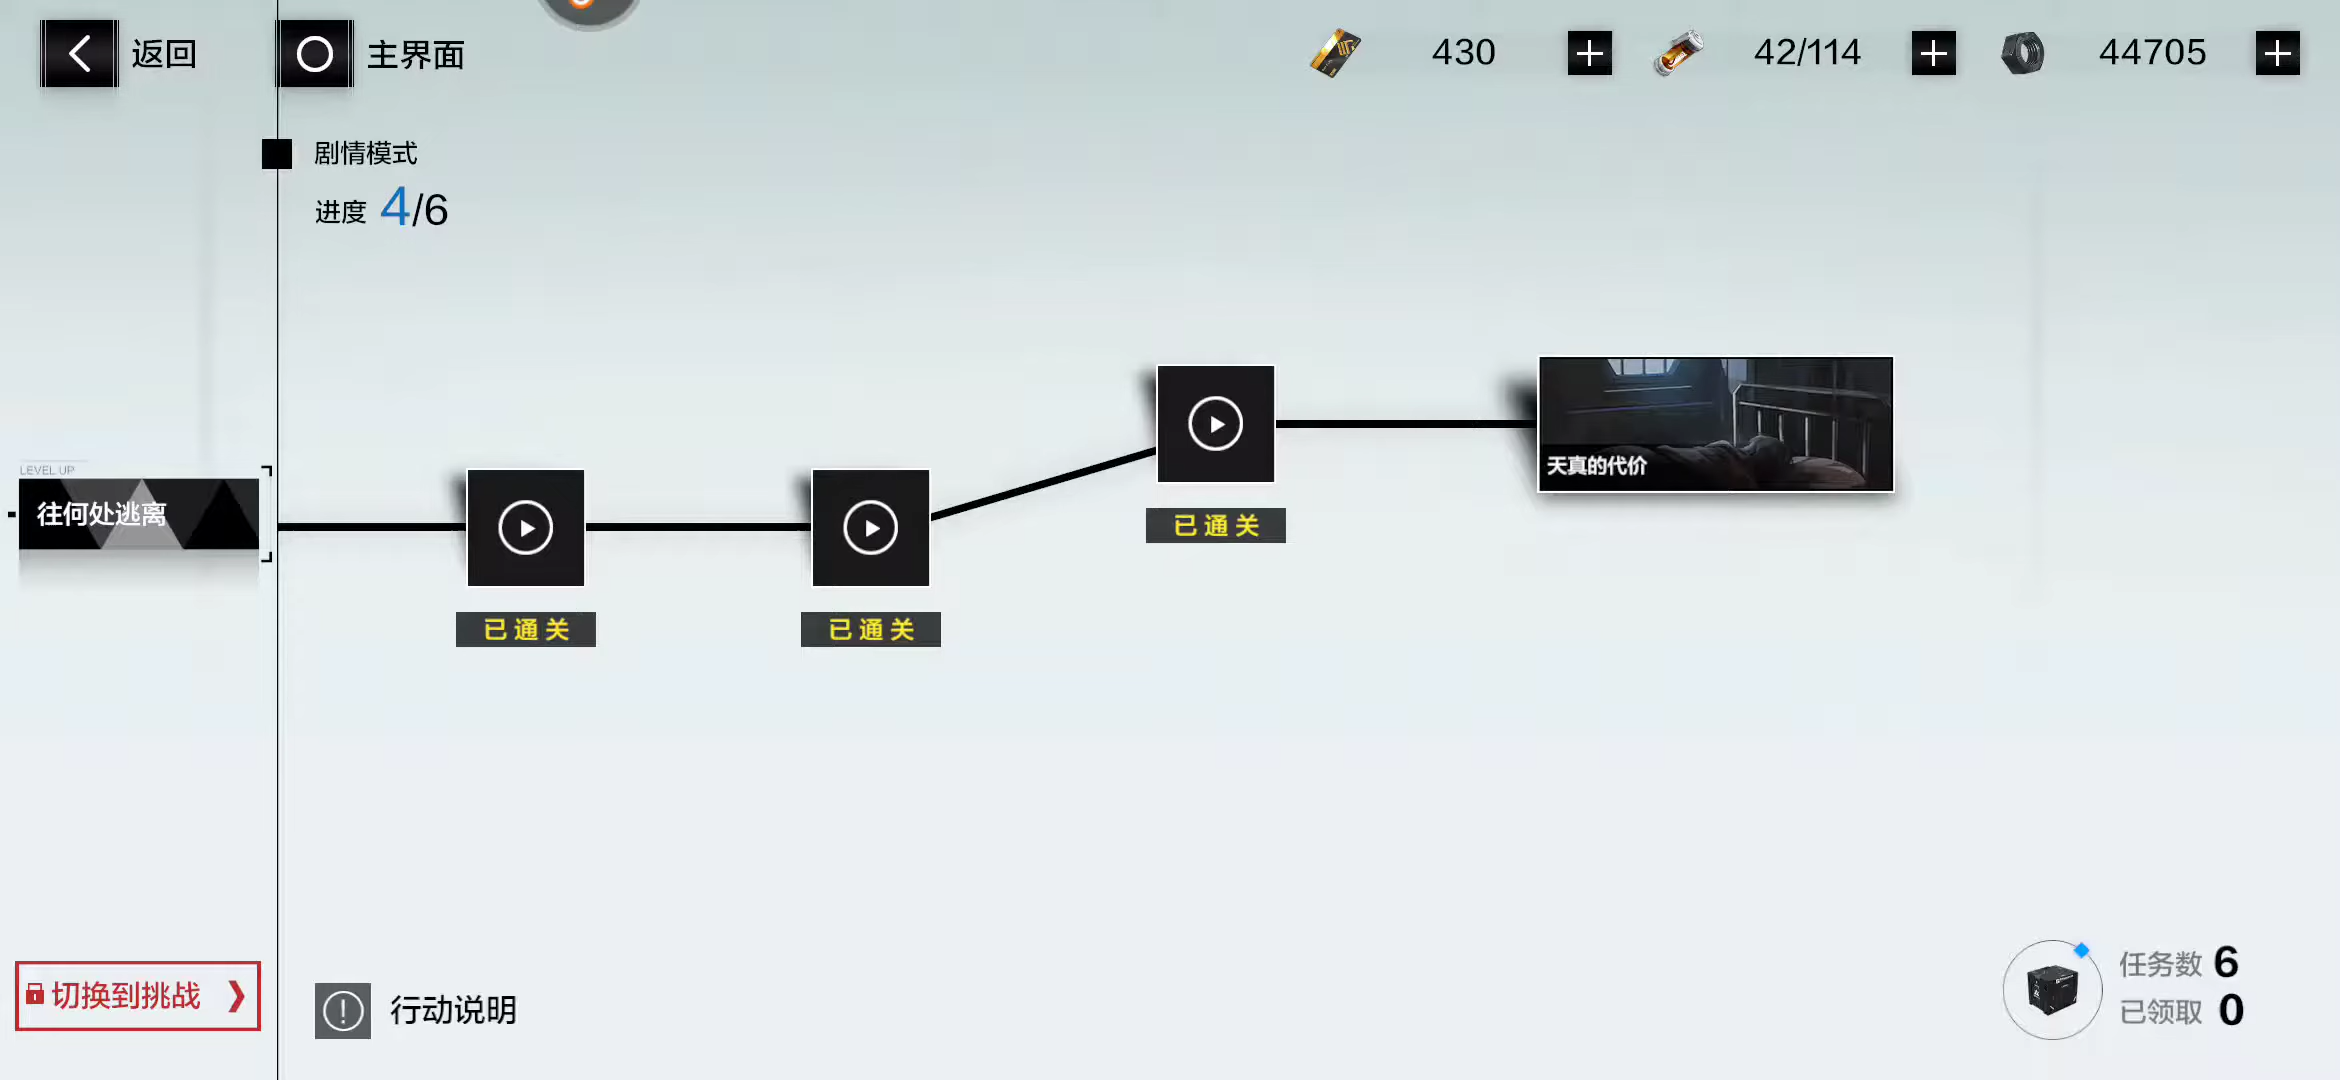 返回
主界面
430
42/114
44705
剧情模式
进度 4/6
LEVEL UP
往何处逃离
已通关
已通关
已通关
天真的代价
切换到挑战
行动说明
任务数 6
已领取 0